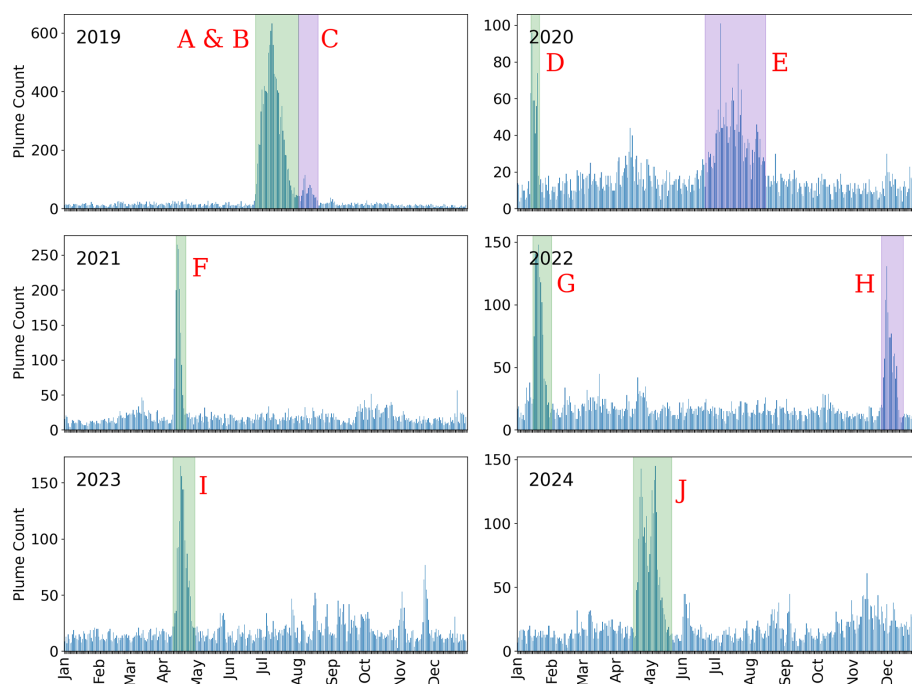 2019
A & B
C
Plume Count
600
400
200
0
2020
D
E
100
80
60
40
20
0
2021
F
Plume Count
250
200
150
100
50
0
2022
G
H
150
100
50
0
2023
I
Plume Count
150
100
50
0
Jan
Feb
Mar
Apr
May
Jun
Jul
Aug
Sep
Oct
Nov
Dec
2024
J
150
100
50
0
Jan
Feb
Mar
Apr
May
Jun
Jul
Aug
Sep
Oct
Nov
Dec